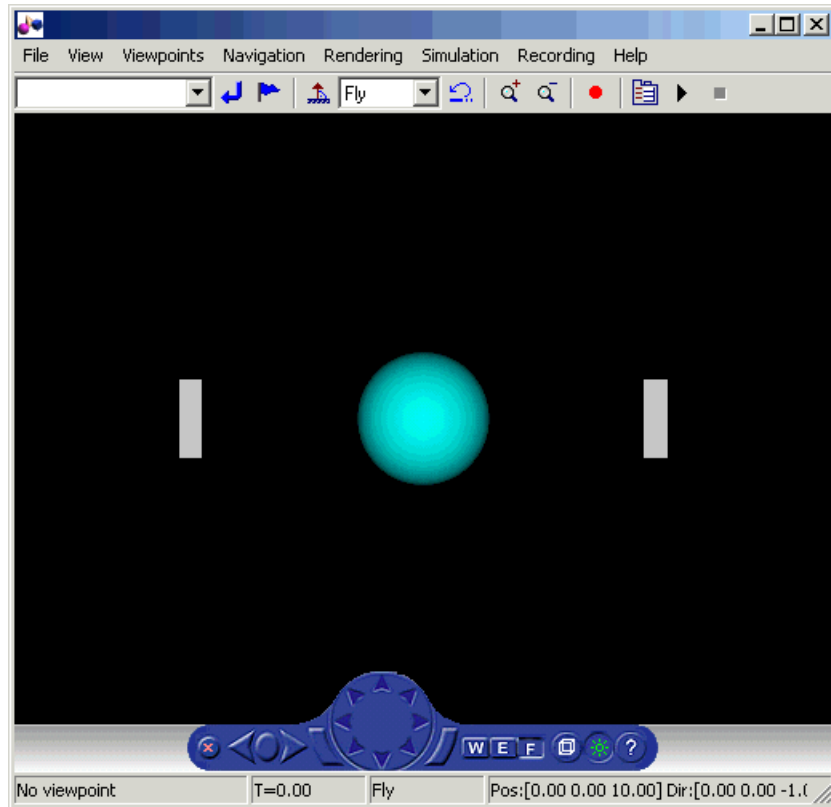 File View Viewpoints Navigation Rendering Simulation Recording Help
Fly
W E F ?
No viewpoint T=0.00 Fly Pos:[0.00 0.00 10.00] Dir:[0.00 0.00 -1.(